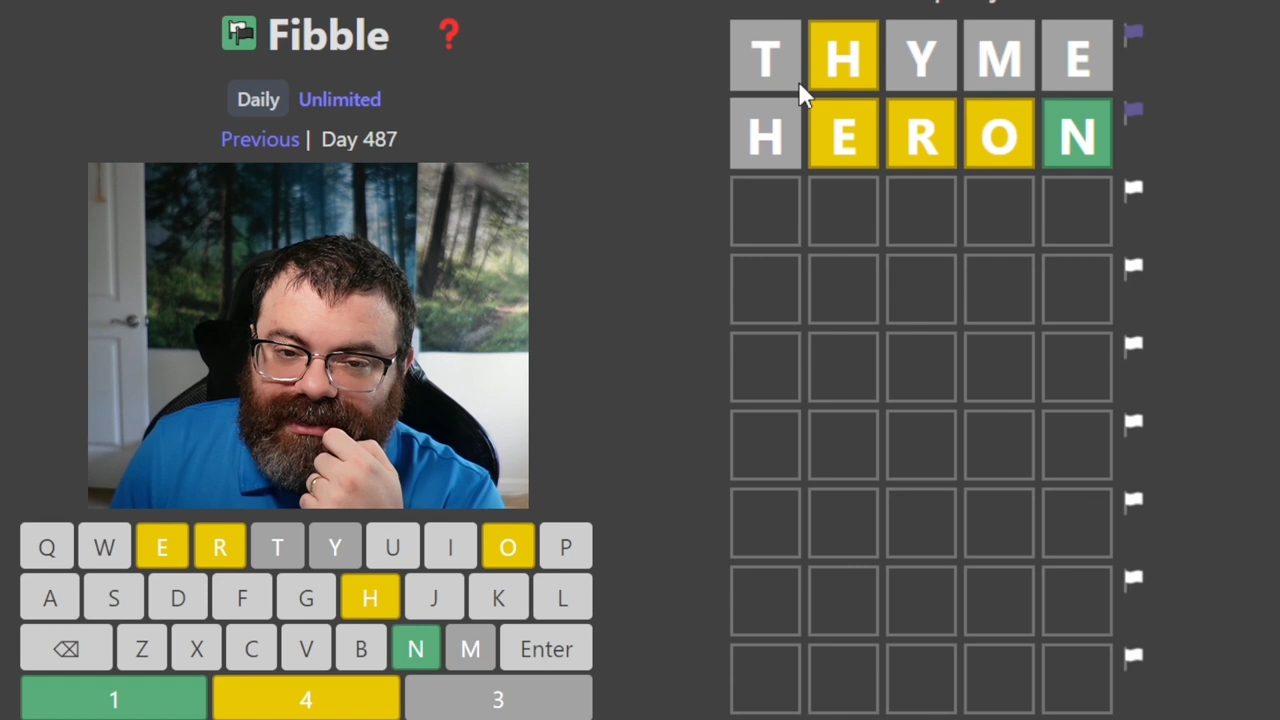 Fibble ❓
Daily Unlimited
Previous | Day 487
T H Y M E
H E R O N
Q W E R T Y U I O P
A S D F G H J K L
⌫ Z X C V B N M Enter
1 4 3